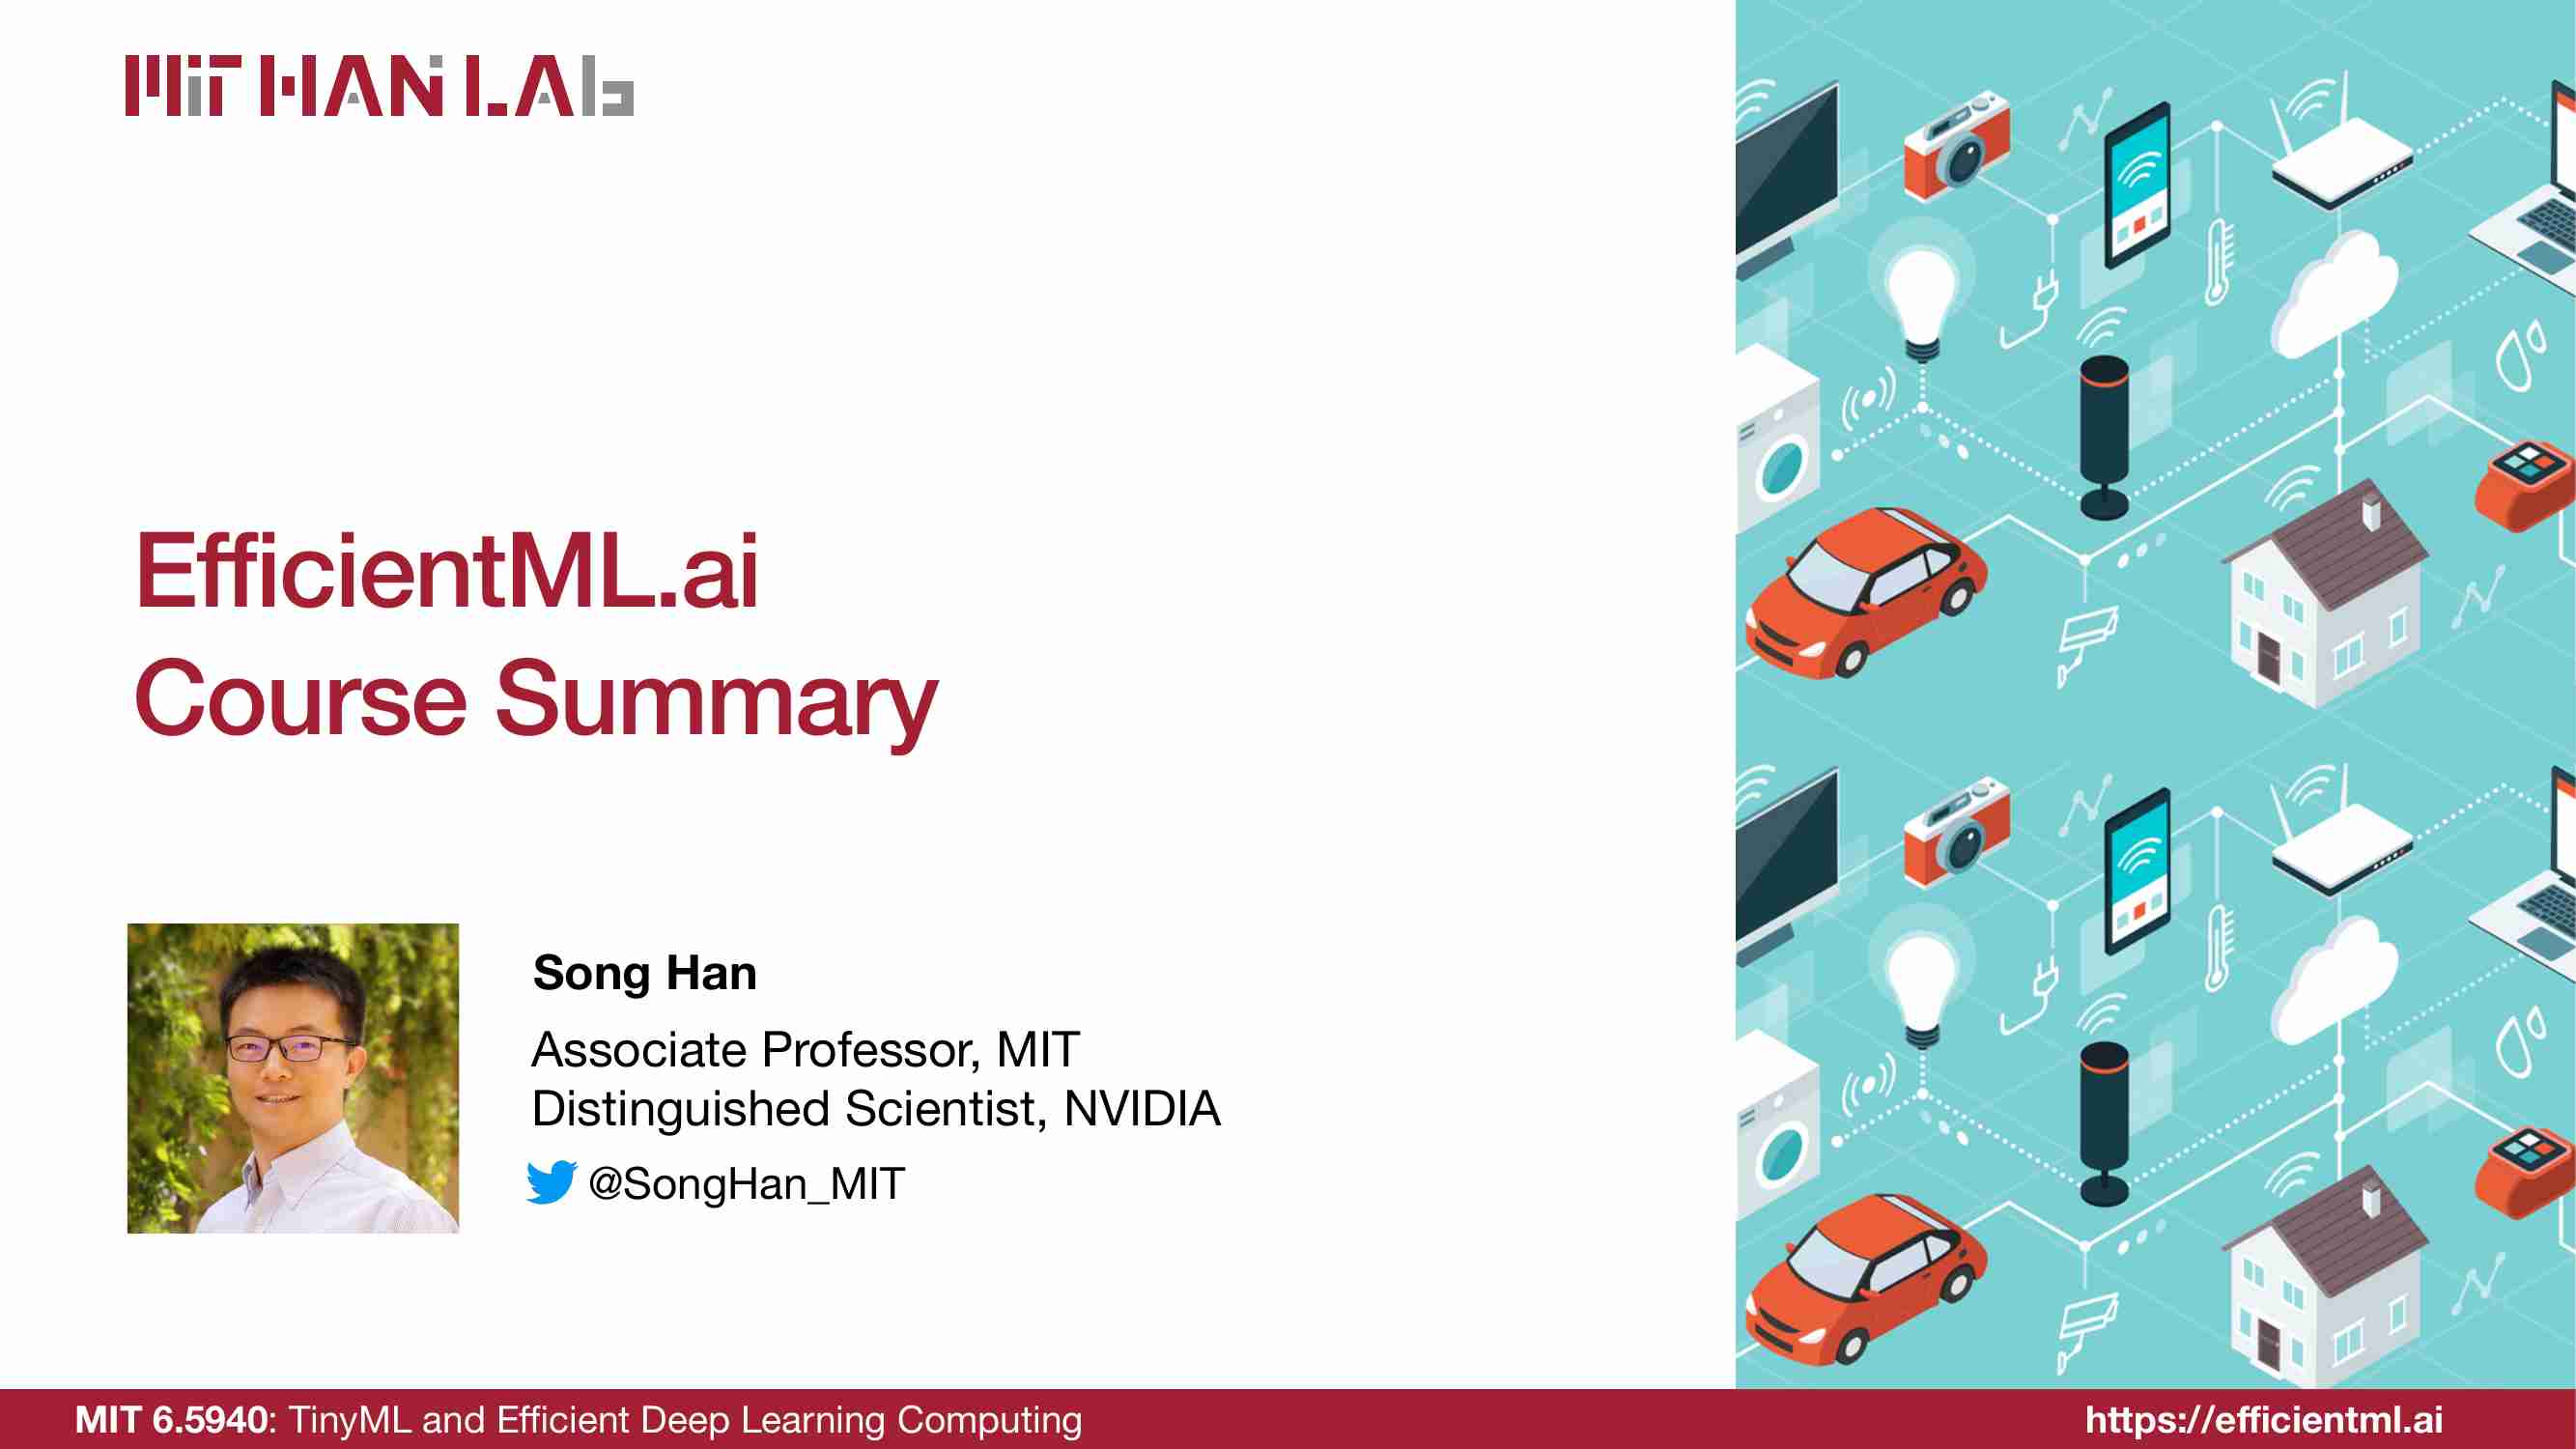 MIT HAN LAb
EfficientML.ai
Course Summary
Song Han
Associate Professor, MIT
Distinguished Scientist, NVIDIA
@SongHan_MIT
MIT 6.5940: TinyML and Efficient Deep Learning Computing
https://efficientml.ai